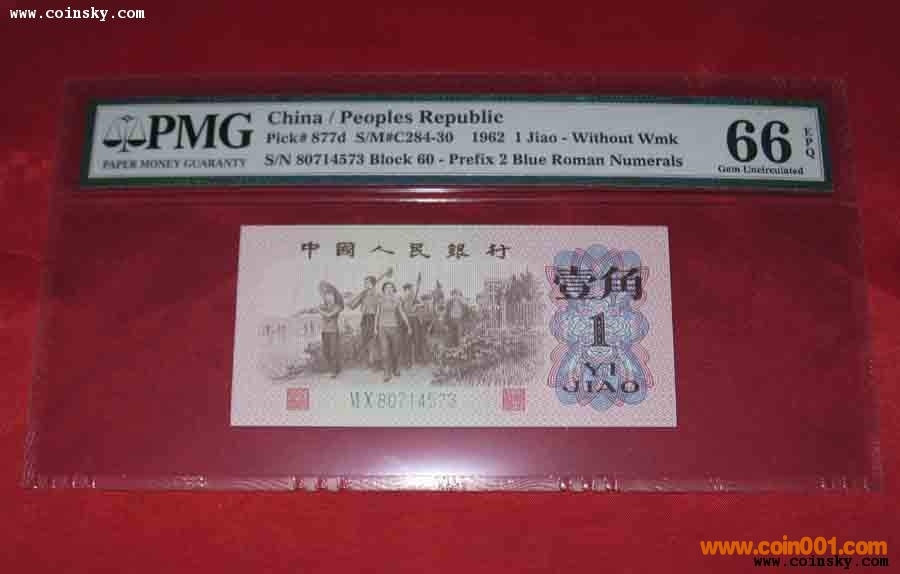 www.coinsky.com
PMG
PAPER MONEY GUARANTY
China / Peoples Republic
Pick# 877d S/M#C284-30 1962 1 Jiao - Without Wmk
S/N 80714573 Block 60 - Prefix 2 Blue Roman Numerals
66 EPQ
Gem Uncirculated
中國人民銀行
壹角
1
YI
JIAO
VI X 80714573
www.coin001.com
www.coinsky.com